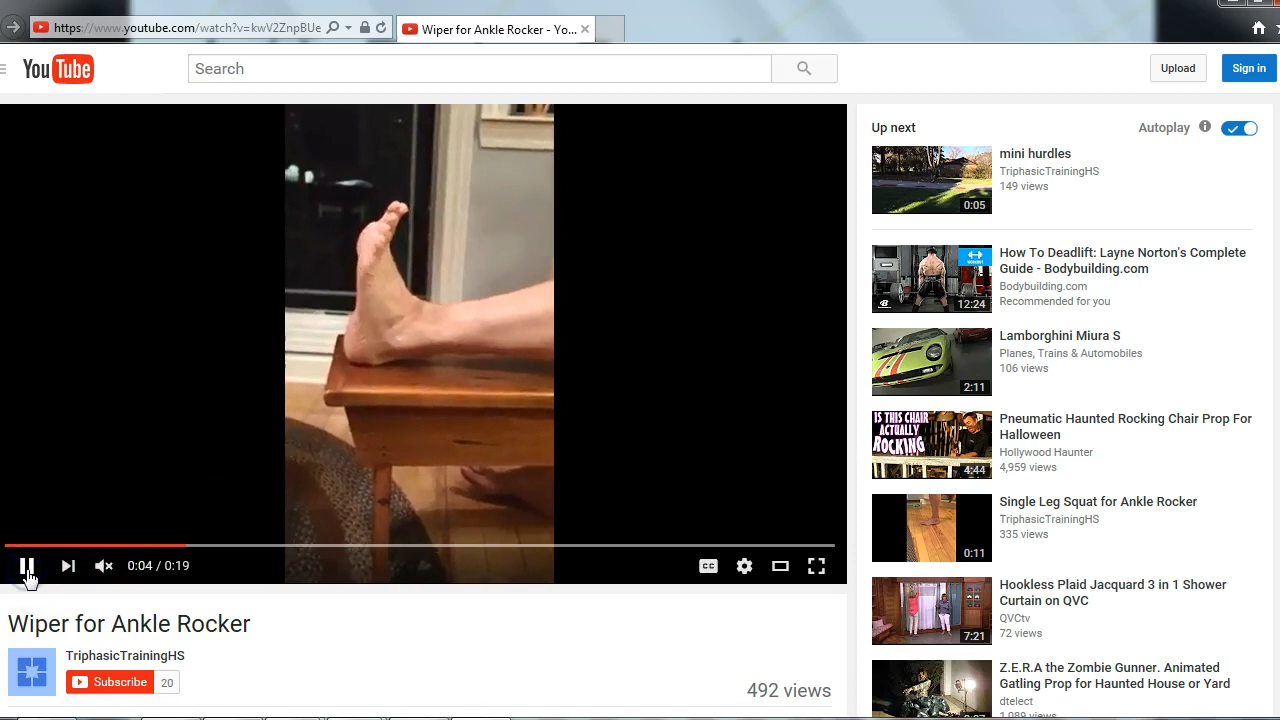 https://www.youtube.com/watch?v=kwV2ZnpBUe
Wiper for Ankle Rocker - Yo...
YouTube
Search
Upload
Sign in
Up next
Autoplay
mini hurdles
TriphasicTrainingHS
149 views
0:05
How To Deadlift: Layne Norton's Complete
Guide - Bodybuilding.com
Bodybuilding.com
Recommended for you
WORKOUT
12:24
Lamborghini Miura S
Planes, Trains & Automobiles
106 views
2:11
Pneumatic Haunted Rocking Chair Prop For
Halloween
Hollywood Haunter
4,959 views
IS THIS CHAIR
ACTUALLY
ROCKING
4:44
Single Leg Squat for Ankle Rocker
TriphasicTrainingHS
335 views
0:11
Hookless Plaid Jacquard 3 in 1 Shower
Curtain on QVC
QVCtv
72 views
7:21
Z.E.R.A the Zombie Gunner. Animated
Gatling Prop for Haunted House or Yard
dtelect
1,089 views
CC
0:04 / 0:19
Wiper for Ankle Rocker
TriphasicTrainingHS
Subscribe
20
492 views